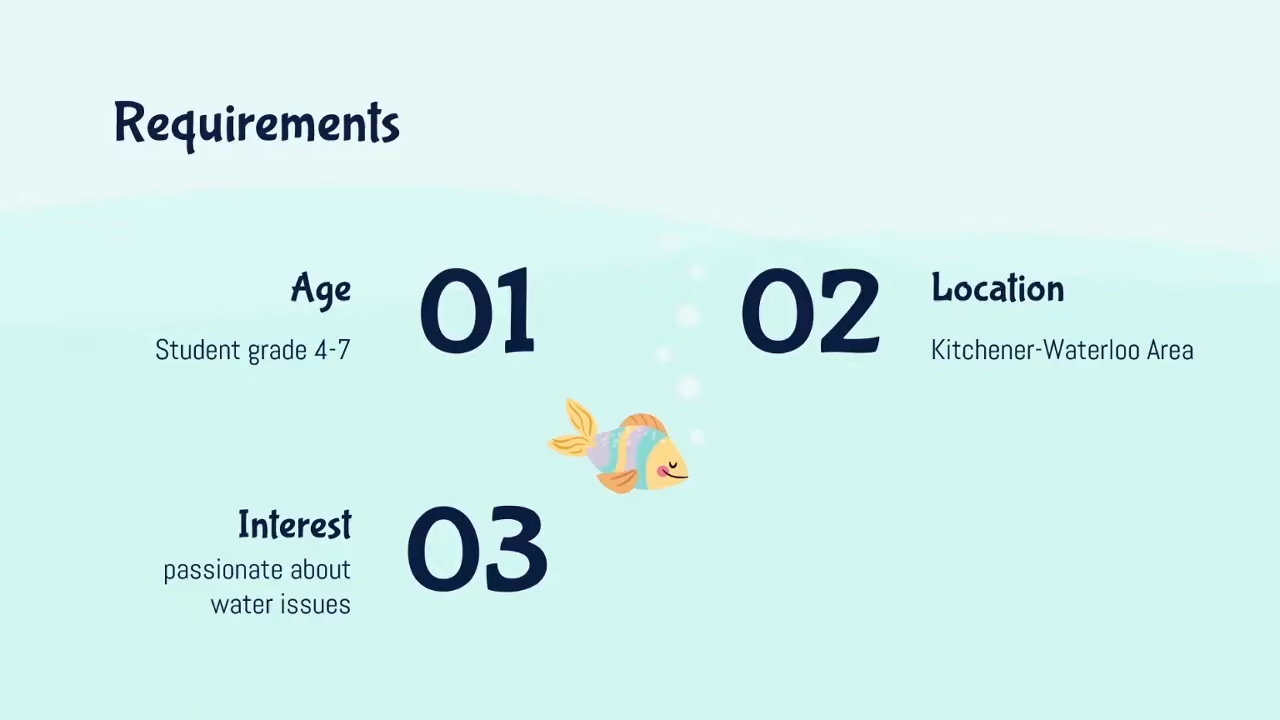 Requirements
Age
Student grade 4-7
01
02
Location
Kitchener-Waterloo Area
Interest
passionate about
water issues
03